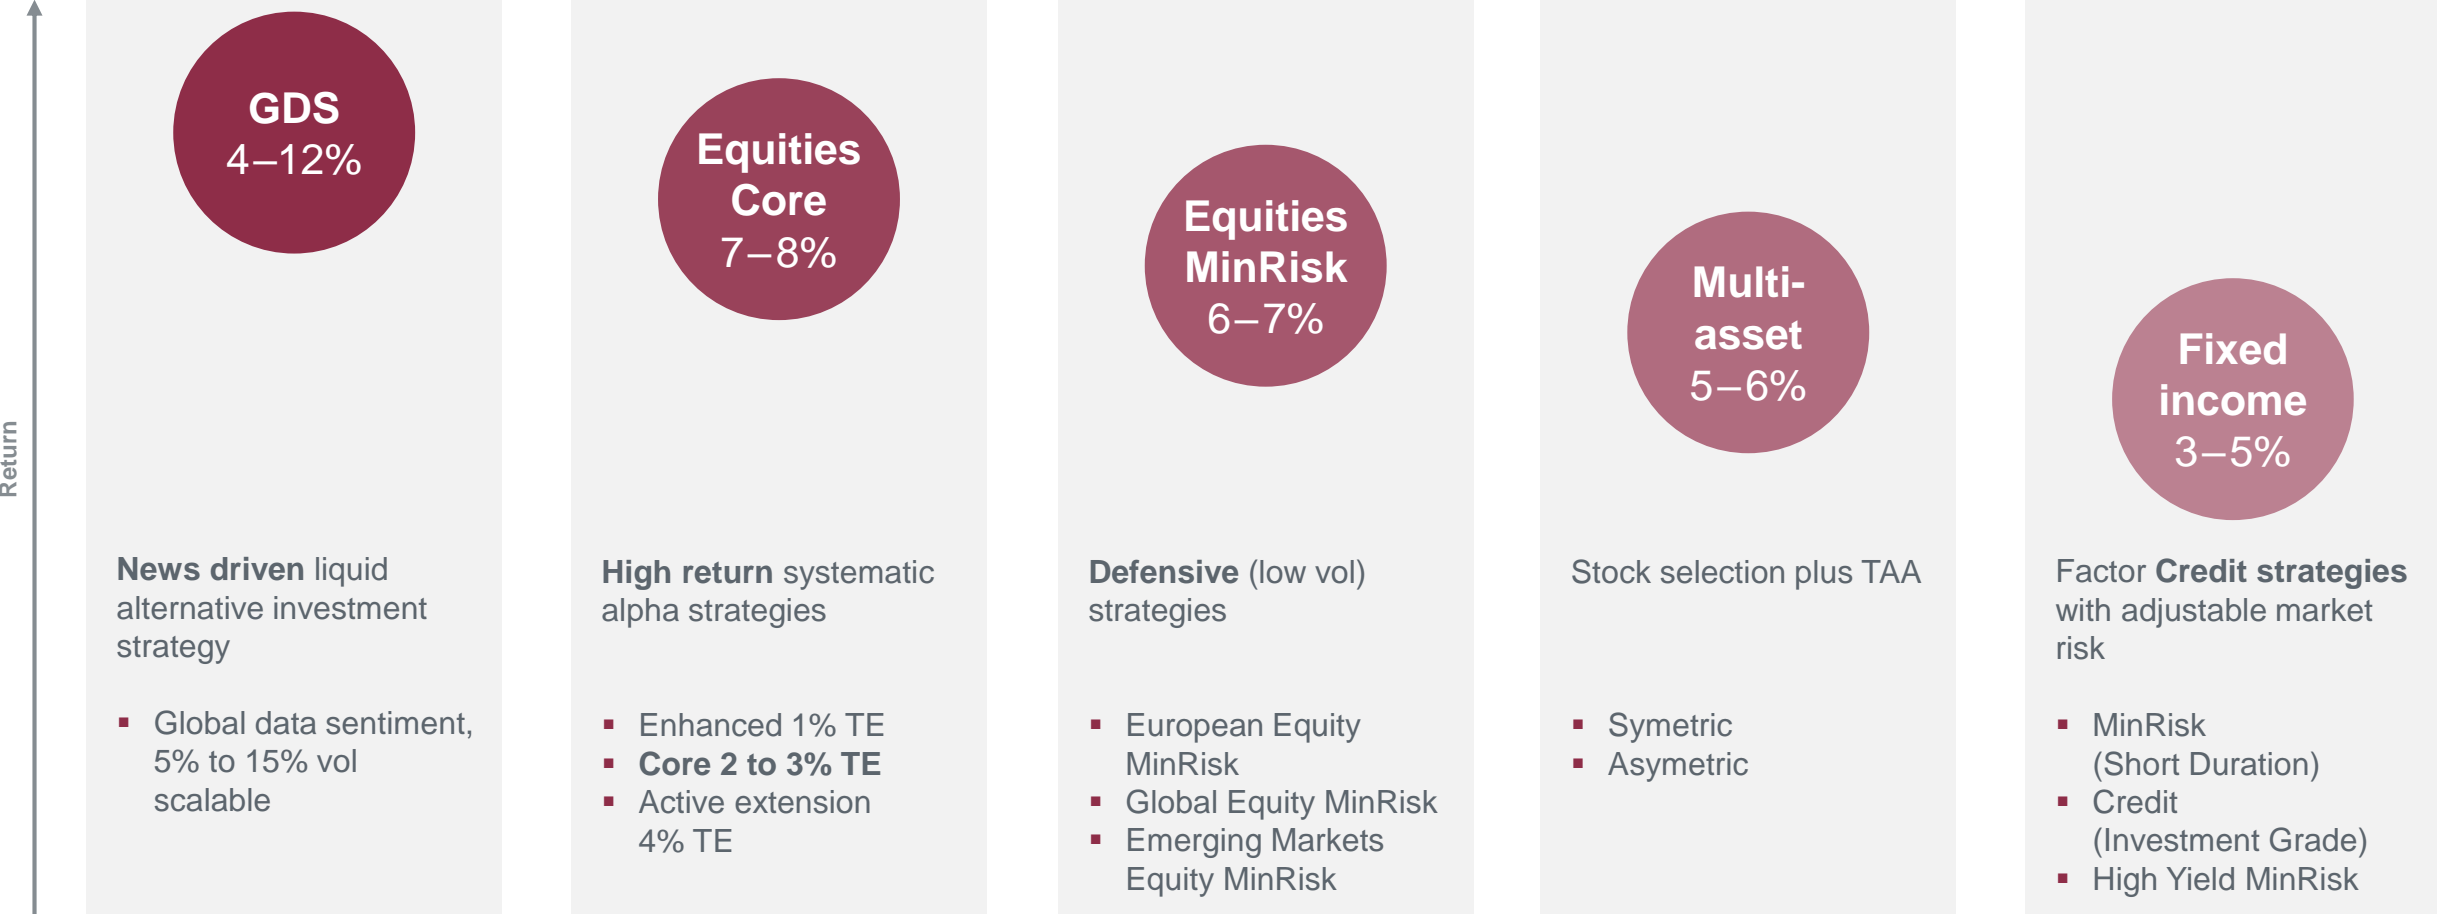 Return
GDS
4–12%
News driven liquid
alternative investment
strategy
▪ Global data sentiment,
5% to 15% vol
scalable
Equities
Core
7–8%
High return systematic
alpha strategies
▪ Enhanced 1% TE
▪ Core 2 to 3% TE
▪ Active extension
4% TE
Equities
MinRisk
6–7%
Defensive (low vol)
strategies
▪ European Equity
MinRisk
▪ Global Equity MinRisk
▪ Emerging Markets
Equity MinRisk
Multi-
asset
5–6%
Stock selection plus TAA
▪ Symetric
▪ Asymetric
Fixed
income
3–5%
Factor Credit strategies
with adjustable market
risk
▪ MinRisk
(Short Duration)
▪ Credit
(Investment Grade)
▪ High Yield MinRisk